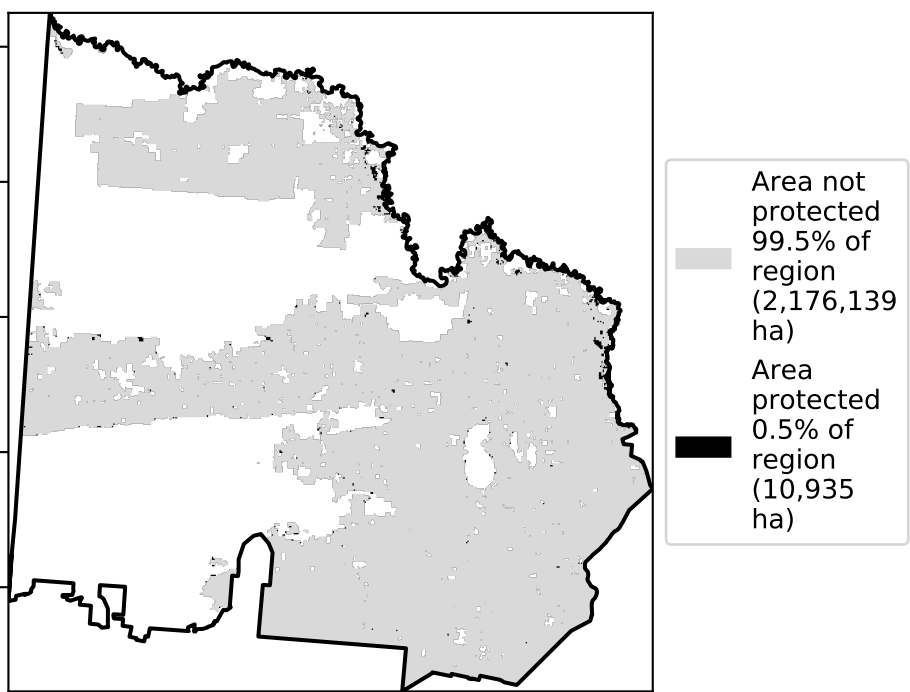 Area not
protected
99.5% of
region
(2,176,139
ha)
Area
protected
0.5% of
region
(10,935
ha)